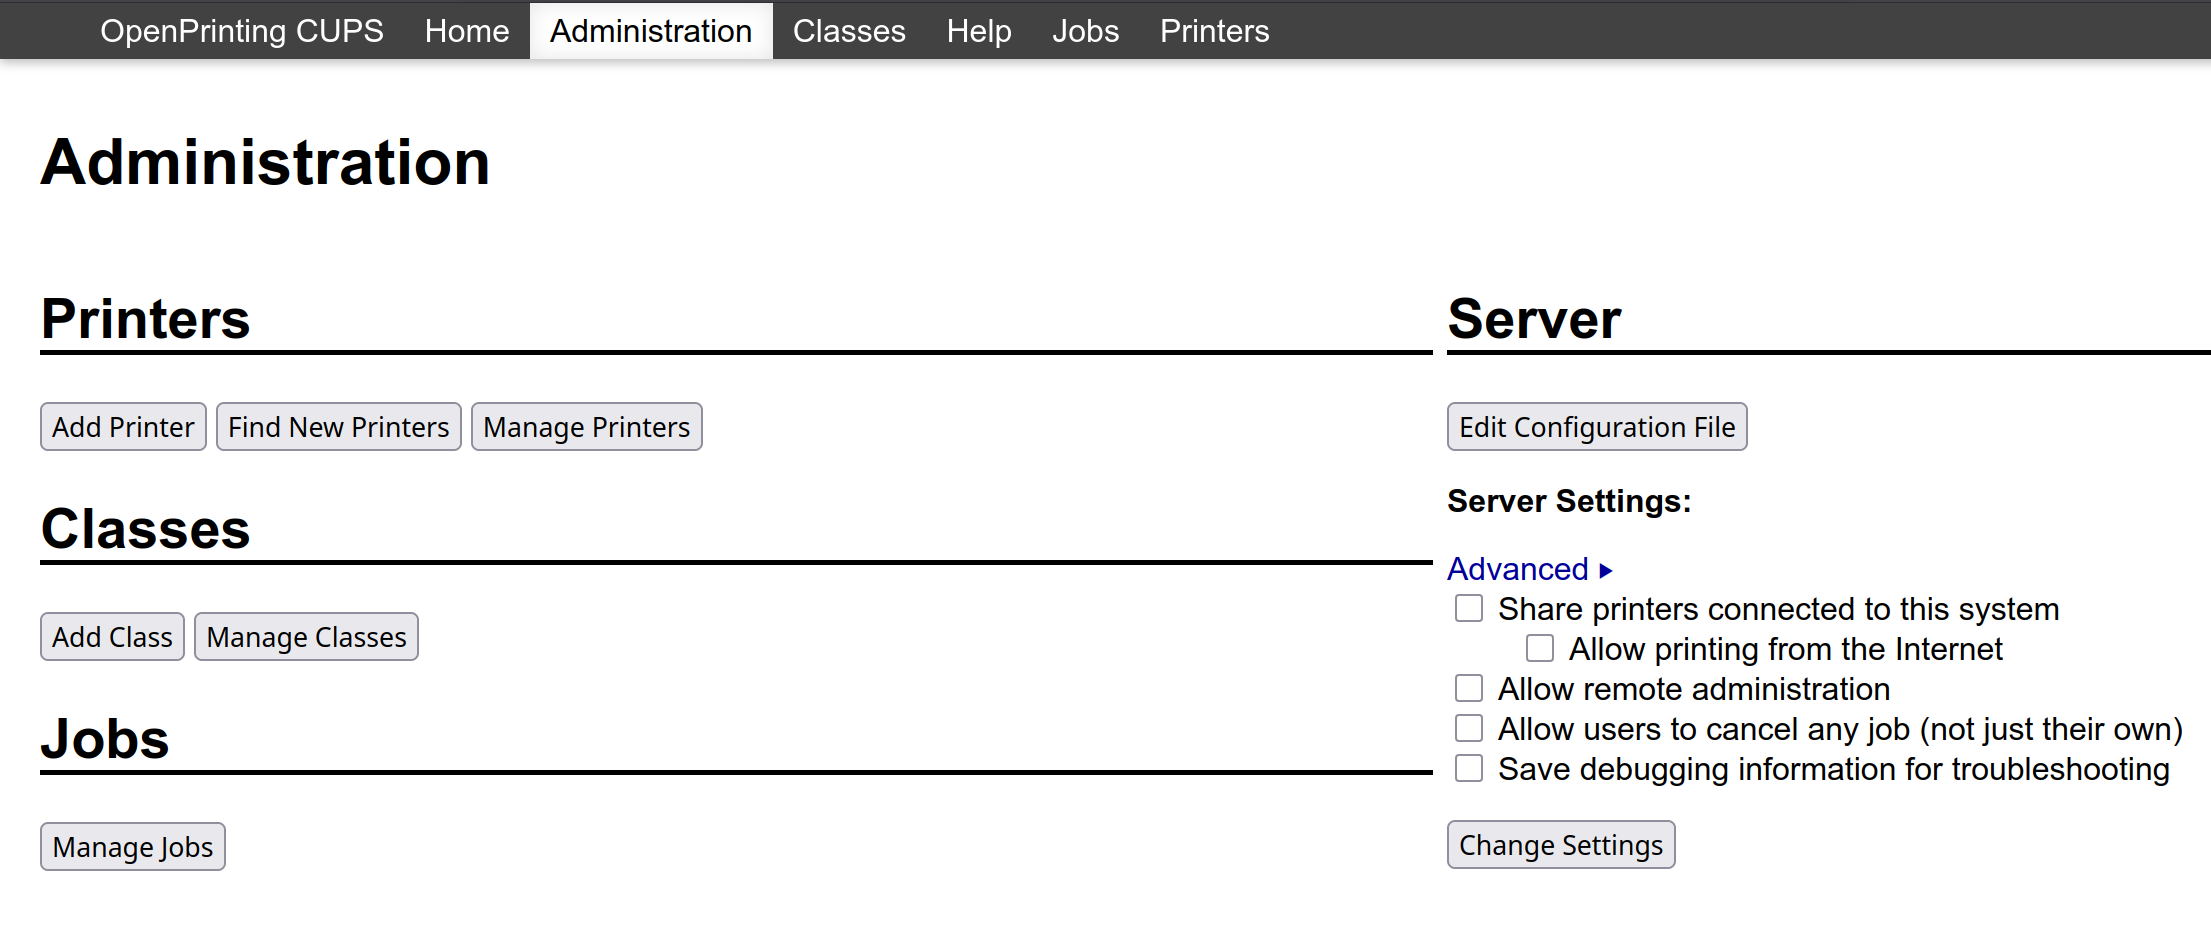 OpenPrinting CUPS Home Administration Classes Help Jobs Printers
Administration
Printers
Add Printer Find New Printers Manage Printers
Classes
Add Class Manage Classes
Jobs
Manage Jobs
Server
Edit Configuration File
Server Settings:
Advanced ▶
Share printers connected to this system
Allow printing from the Internet
Allow remote administration
Allow users to cancel any job (not just their own)
Save debugging information for troubleshooting
Change Settings